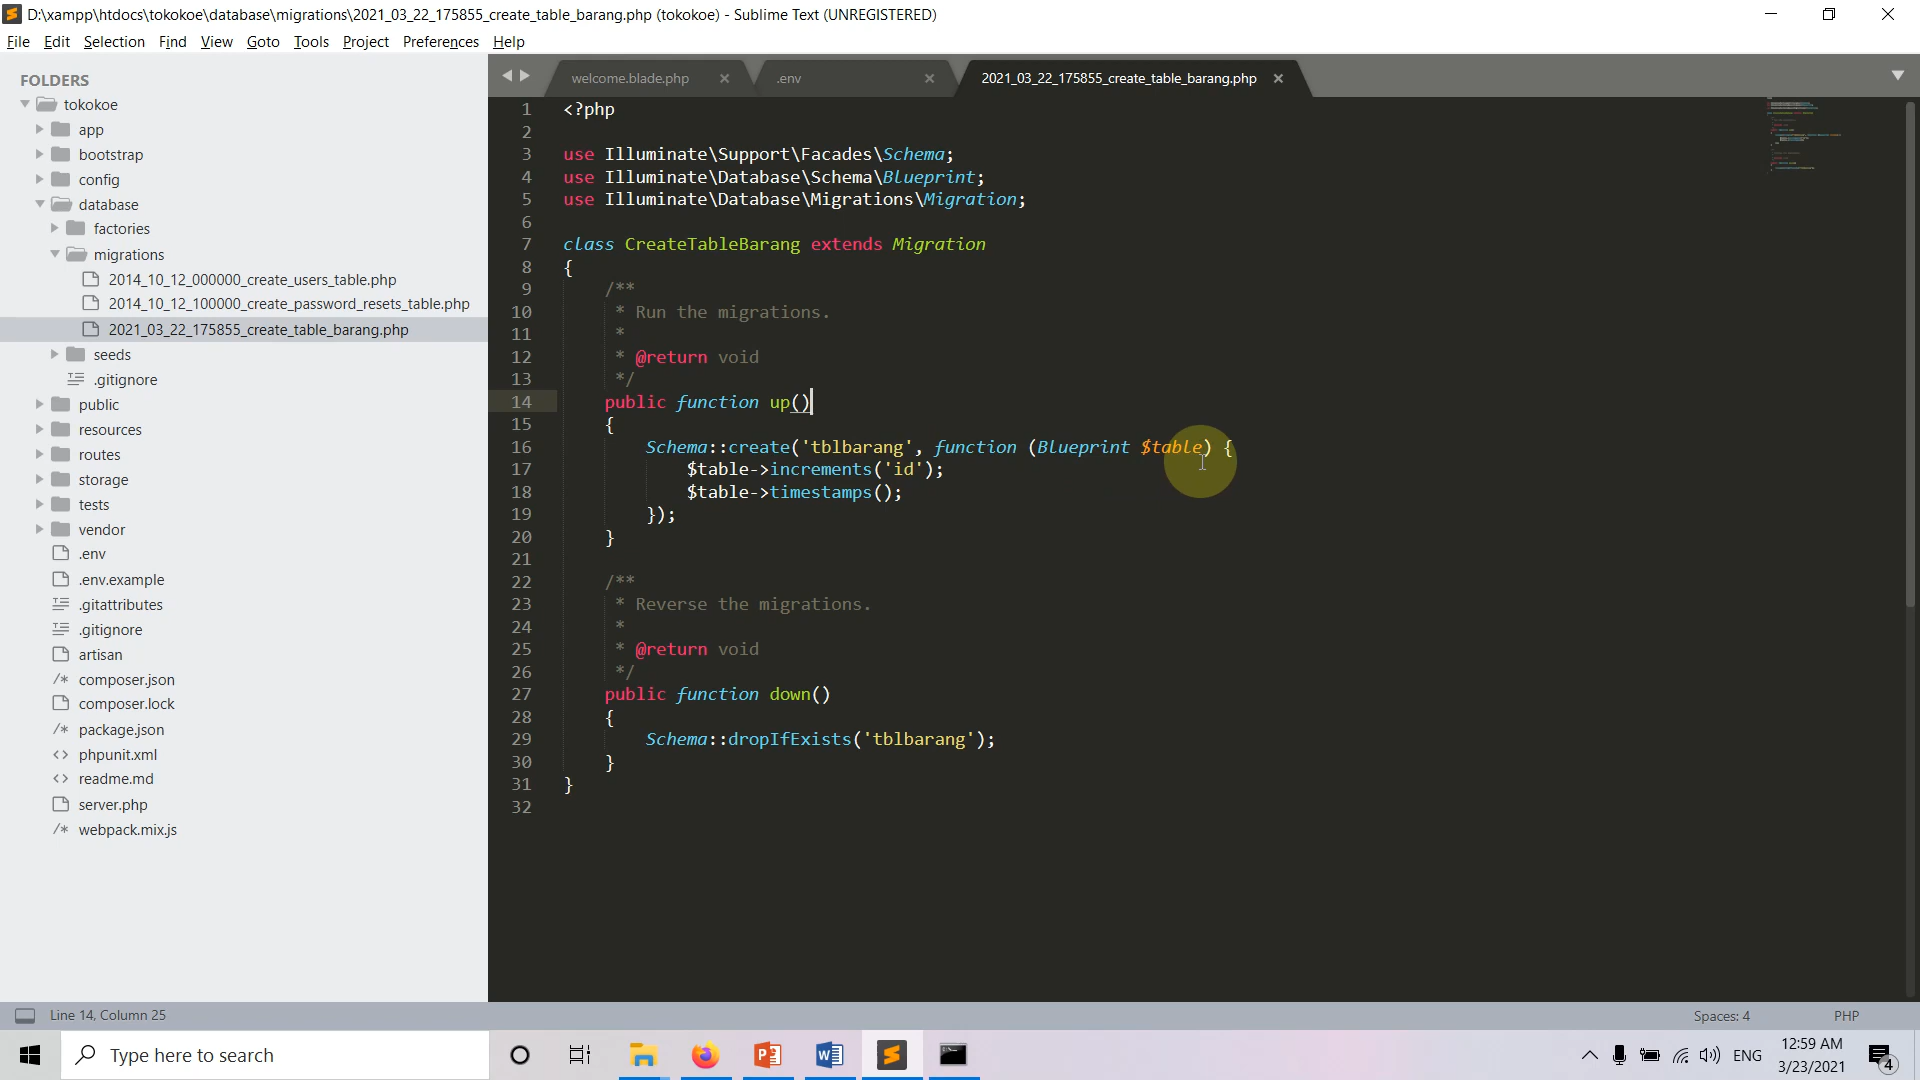 D:\xampp\htdocs\tokokoe\database\migrations\2021_03_22_175855_create_table_barang.php (tokokoe) - Sublime Text (UNREGISTERED)
File Edit Selection Find View Goto Tools Project Preferences Help
FOLDERS
tokokoe
app
bootstrap
config
database
factories
migrations
2014_10_12_000000_create_users_table.php
2014_10_12_100000_create_password_resets_table.php
2021_03_22_175855_create_table_barang.php
seeds
.gitignore
public
resources
routes
storage
tests
vendor
.env
.env.example
.gitattributes
.gitignore
artisan
composer.json
composer.lock
package.json
phpunit.xml
readme.md
server.php
webpack.mix.js
welcome.blade.php .env 2021_03_22_175855_create_table_barang.php
1 <?php
2
3 use Illuminate\Support\Facades\Schema;
4 use Illuminate\Database\Schema\Blueprint;
5 use Illuminate\Database\Migrations\Migration;
6
7 class CreateTableBarang extends Migration
8 {
9 /**
10 * Run the migrations.
11 *
12 * @return void
13 */
14 public function up()
15 {
16 Schema::create('tblbarang', function (Blueprint $table) {
17 $table->increments('id');
18 $table->timestamps();
19 });
20 }
21
22 /**
23 * Reverse the migrations.
24 *
25 * @return void
26 */
27 public function down()
28 {
29 Schema::dropIfExists('tblbarang');
30 }
31 }
32
Line 14, Column 25 Spaces: 4 PHP
Type here to search
ENG
12:59 AM
3/23/2021
4